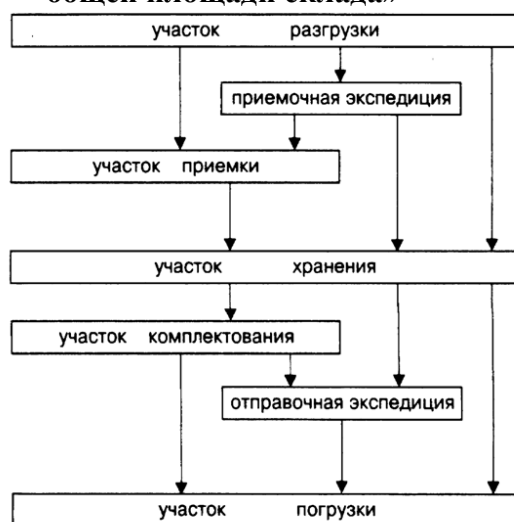 общей площади склада»
участок разгрузки
приемочная экспедиция
участок приемки
участок хранения
участок комплектования
отправочная экспедиция
участок погрузки